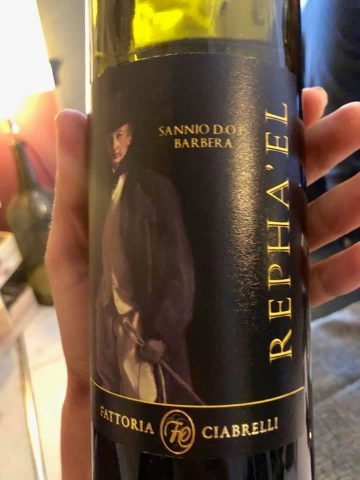 SANNIO D.O.P.
BARBERA
REPHA'EL
FATTORIA FC CIABRELLI